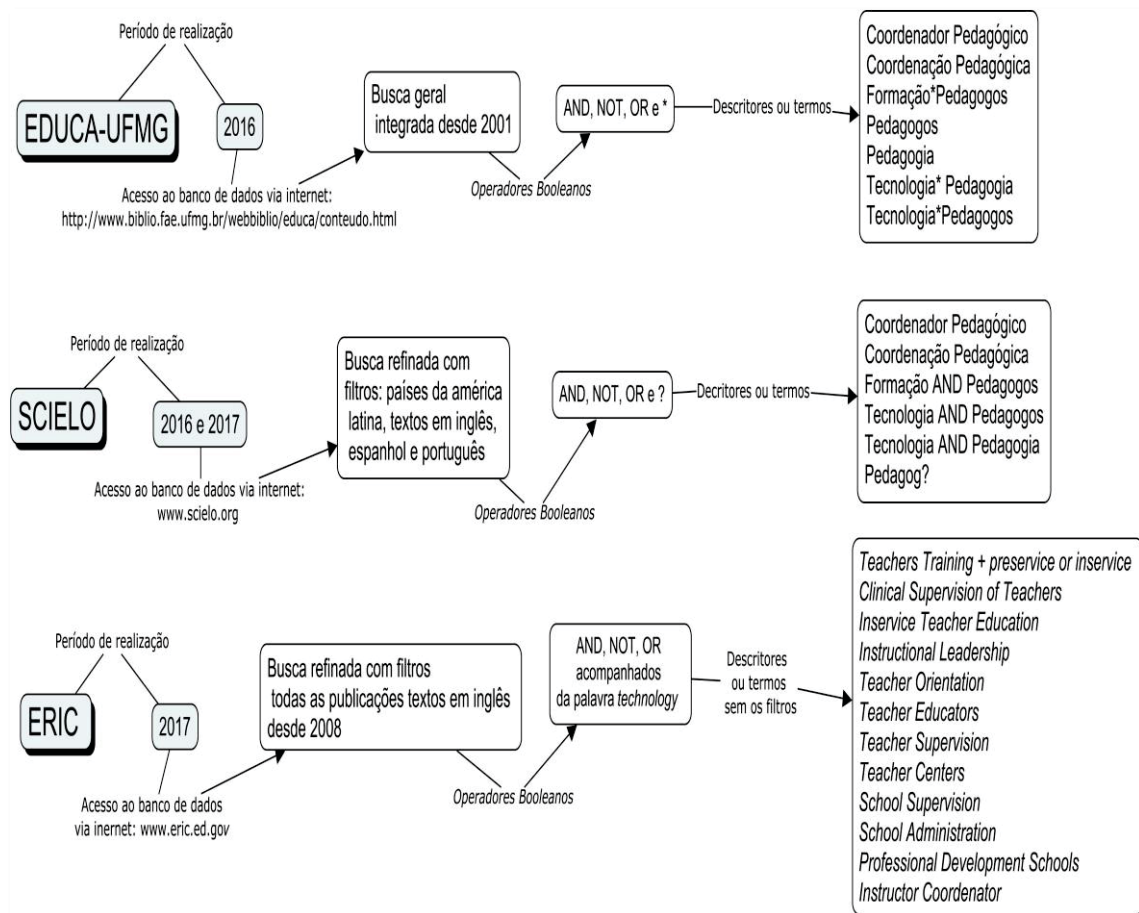 Período de realização
EDUCA-UFMG
2016
Acesso ao banco de dados via internet:
http://www.biblio.fae.ufmg.br/webbiblio/educa/conteudo.html
Busca geral
integrada desde 2001
Operadores Booleanos
AND, NOT, OR e *
Descritores ou termos
Coordenador Pedagógico
Coordenação Pedagógica
Formação*Pedagogos
Pedagogos
Pedagogia
Tecnologia* Pedagogia
Tecnologia*Pedagogos
Período de realização
SCIELO
2016 e 2017
Acesso ao banco de dados via internet:
www.scielo.org
Busca refinada com
filtros: países da américa
latina, textos em inglês,
espanhol e português
Operadores Booleanos
AND, NOT, OR e ?
Decritores ou termos
Coordenador Pedagógico
Coordenação Pedagógica
Formação AND Pedagogos
Tecnologia AND Pedagogos
Tecnologia AND Pedagogia
Pedagog?
Período de realização
ERIC
2017
Acesso ao banco de dados
via inernet: www.eric.ed.gov
Busca refinada com filtros
todas as publicações textos em inglês
desde 2008
Operadores Booleanos
AND, NOT, OR
acompanhados
da palavra technology
Descritores
ou termos
sem os filtros
Teachers Training + preservice or inservice
Clinical Supervision of Teachers
Inservice Teacher Education
Instructional Leadership
Teacher Orientation
Teacher Educators
Teacher Supervision
Teacher Centers
School Supervision
School Administration
Professional Development Schools
Instructor Coordenator